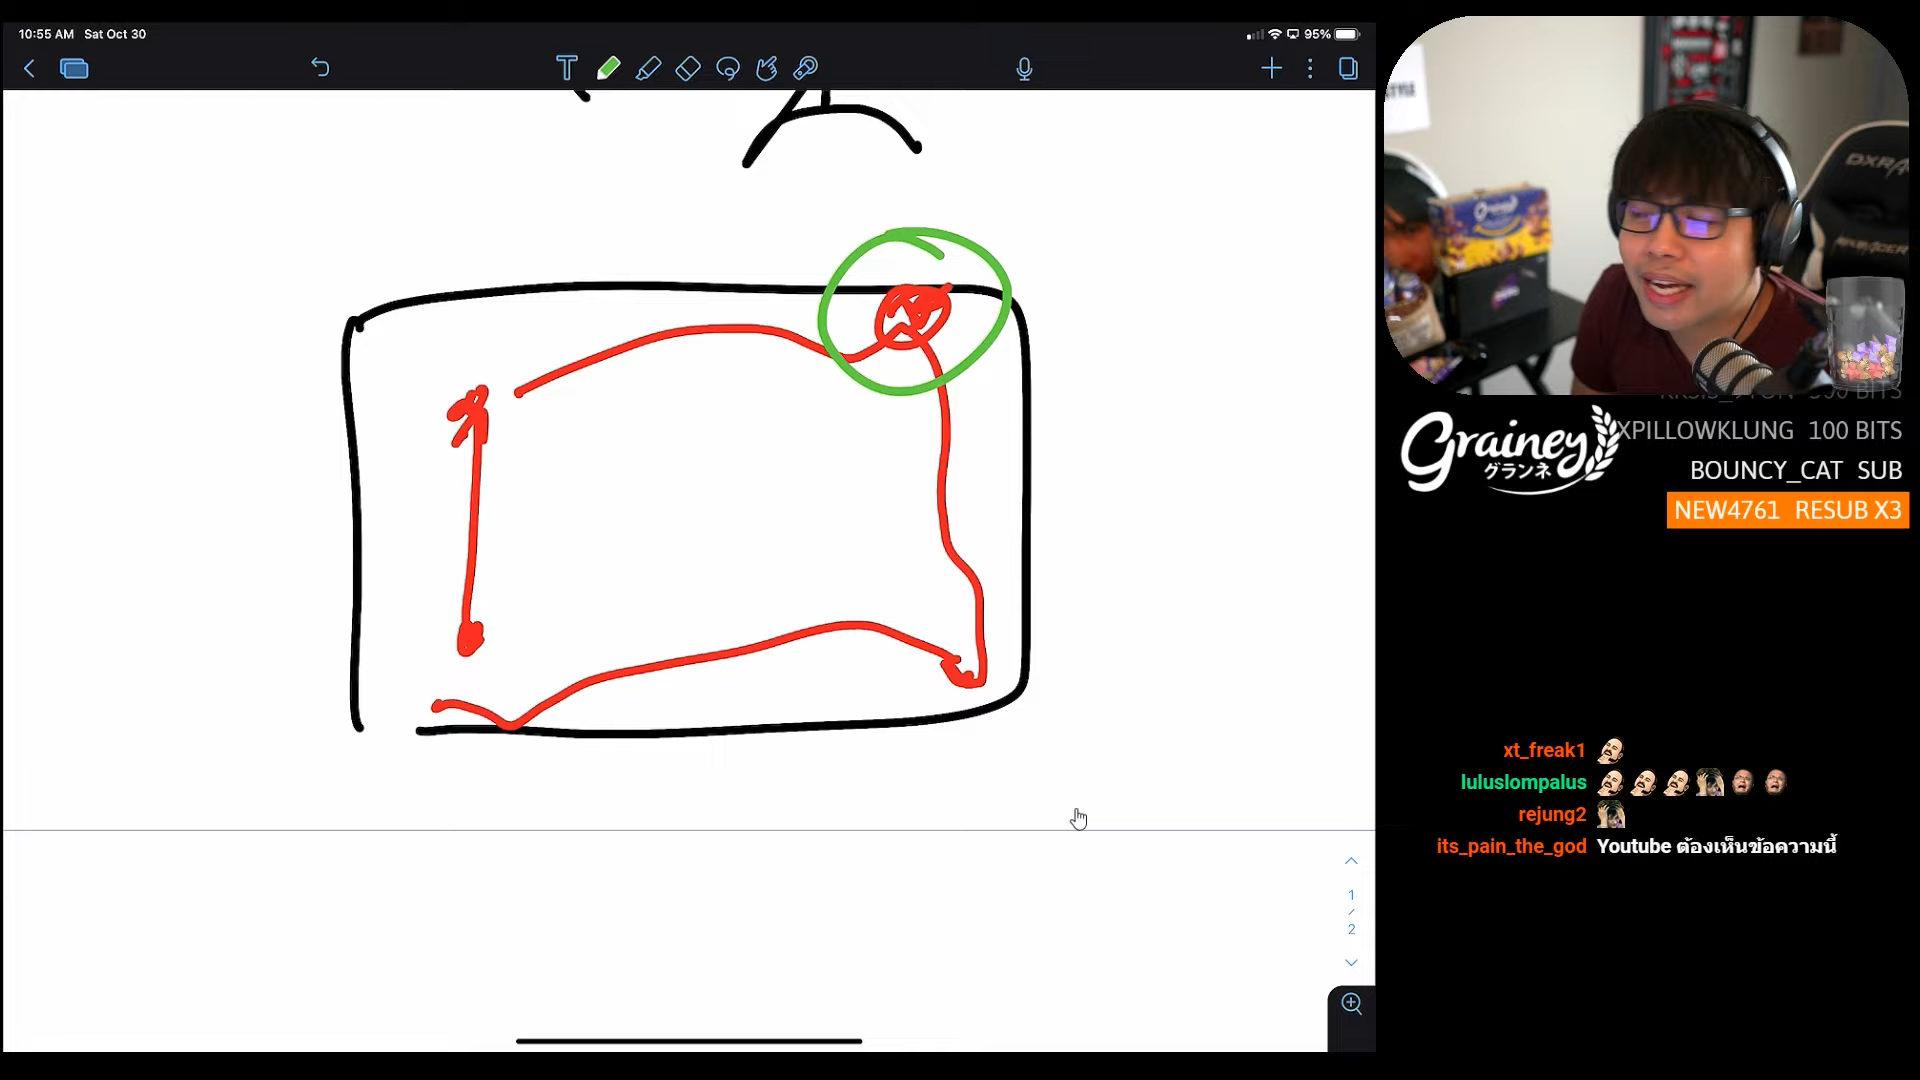 10:55 AM Sat Oct 30
95%
T
1
2
STYLE
DXRA
Grainey
グランネ
XPILLOWKLUNG 100 BITS
BOUNCY_CAT SUB
NEW4761 RESUB X3
xt_freak1
luluslompalus
rejung2
its_pain_the_god Youtube ต้องเห็นข้อความนี้